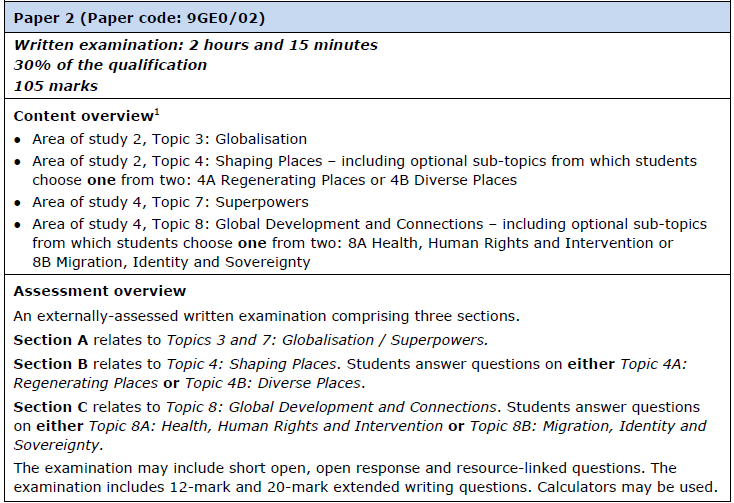 Paper 2 (Paper code: 9GE0/02)
Written examination: 2 hours and 15 minutes
30% of the qualification
105 marks
Content overview¹
● Area of study 2, Topic 3: Globalisation
● Area of study 2, Topic 4: Shaping Places – including optional sub-topics from which students
choose one from two: 4A Regenerating Places or 4B Diverse Places
● Area of study 4, Topic 7: Superpowers
● Area of study 4, Topic 8: Global Development and Connections – including optional sub-topics
from which students choose one from two: 8A Health, Human Rights and Intervention or
8B Migration, Identity and Sovereignty
Assessment overview
An externally-assessed written examination comprising three sections.
Section A relates to Topics 3 and 7: Globalisation / Superpowers.
Section B relates to Topic 4: Shaping Places. Students answer questions on either Topic 4A:
Regenerating Places or Topic 4B: Diverse Places.
Section C relates to Topic 8: Global Development and Connections. Students answer questions
on either Topic 8A: Health, Human Rights and Intervention or Topic 8B: Migration, Identity and
Sovereignty.
The examination may include short open, open response and resource-linked questions. The
examination includes 12-mark and 20-mark extended writing questions. Calculators may be used.